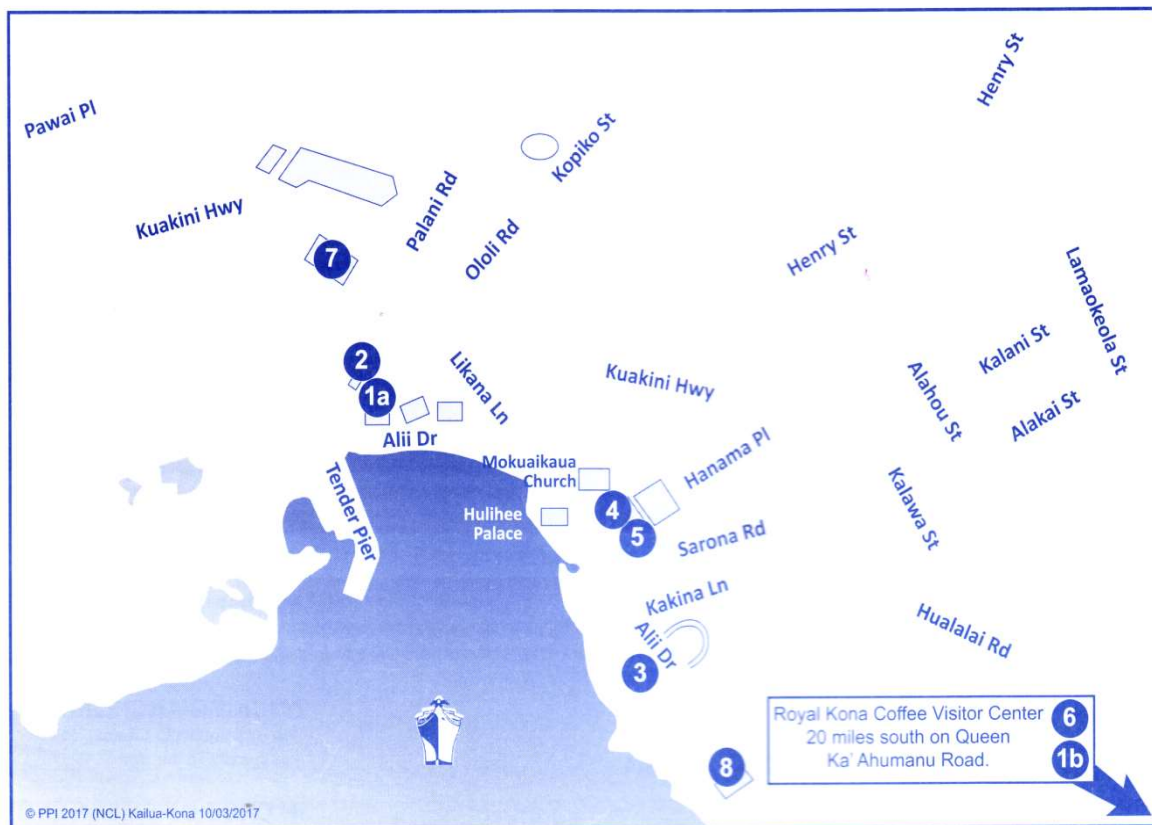 Henry St
Pawai Pl
Kopiko St
Kuakini Hwy
Palani Rd
Ololi Rd
7
Henry St
Lamaokeola St
2
1a
Likana Ln
Kuakini Hwy
Kalani St
Alahou St
Alakai St
Alii Dr
Tender Pier
Mokuaikaua
Church
Hanama Pl
Hulihee
Palace
4
5
Sarona Rd
Kalawa St
Kakina Ln
Alii Dr
3
Hualalai Rd
Royal Kona Coffee Visitor Center
20 miles south on Queen
Ka' Ahumanu Road.
6
1b
8
© PPI 2017 (NCL) Kailua-Kona 10/03/2017